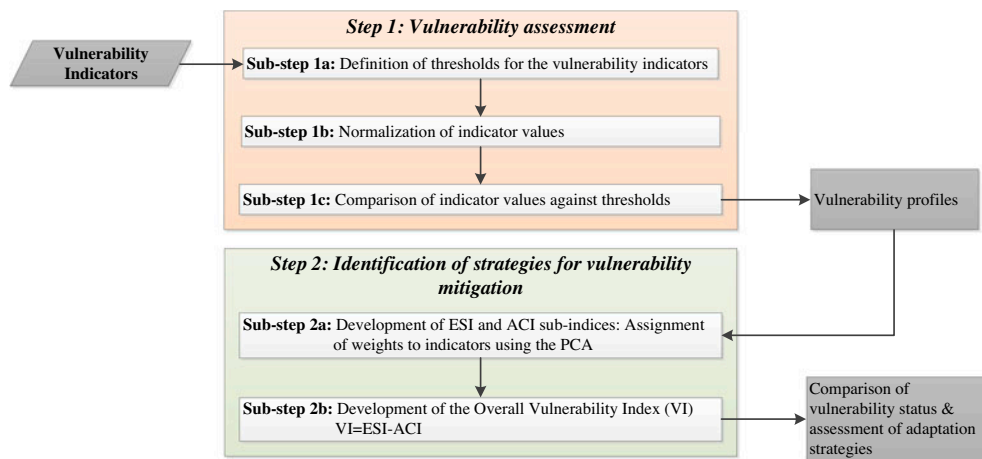 Vulnerability
Indicators
Step 1: Vulnerability assessment
Sub-step 1a: Definition of thresholds for the vulnerability indicators
Sub-step 1b: Normalization of indicator values
Sub-step 1c: Comparison of indicator values against thresholds
Vulnerability profiles
Step 2: Identification of strategies for vulnerability
mitigation
Sub-step 2a: Development of ESI and ACI sub-indices: Assignment
of weights to indicators using the PCA
Sub-step 2b: Development of the Overall Vulnerability Index (VI)
VI=ESI-ACI
Comparison of
vulnerability status &
assessment of adaptation
strategies